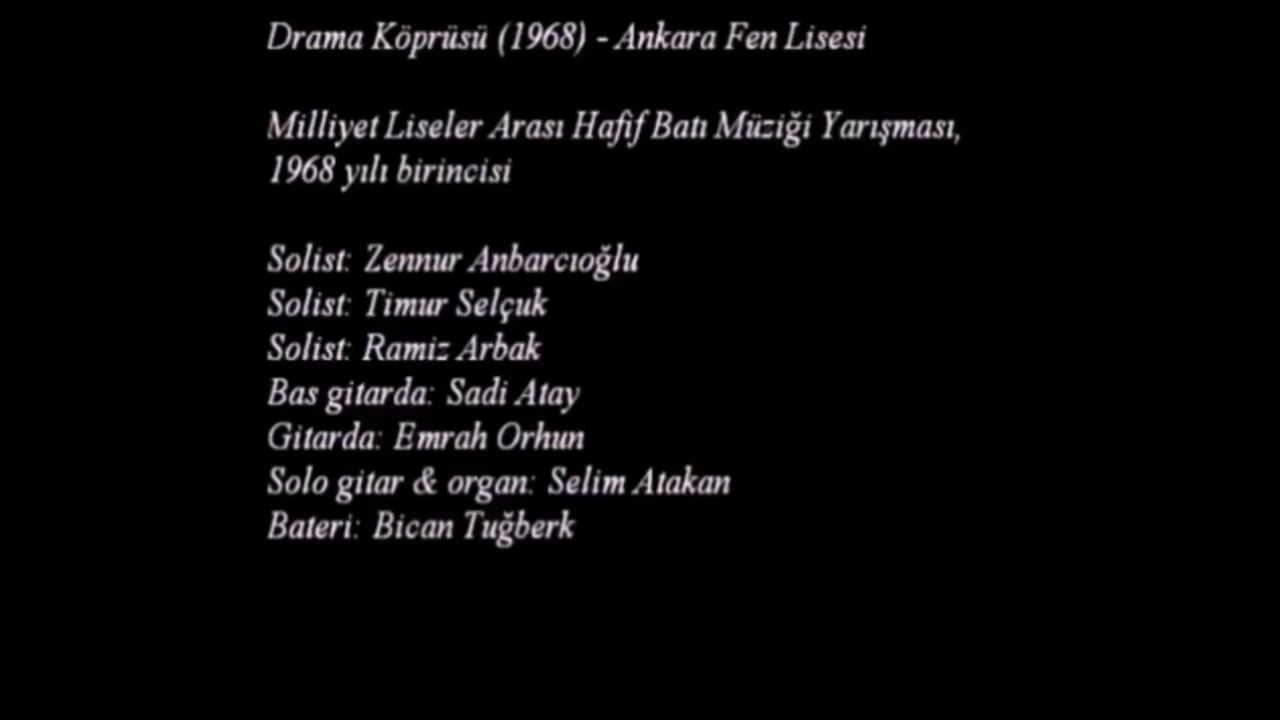 Drama Köprüsü (1968) - Ankara Fen Lisesi
Milliyet Liseler Arası Hafif Batı Müziği Yarışması,
1968 yılı birincisi
Solist: Zennur Anbarcıoğlu
Solist: Timur Selçuk
Solist: Ramiz Arbak
Bas gitarda: Sadi Atay
Gitarda: Emrah Orhun
Solo gitar & organ: Selim Atakan
Bateri: Bican Tuğberk